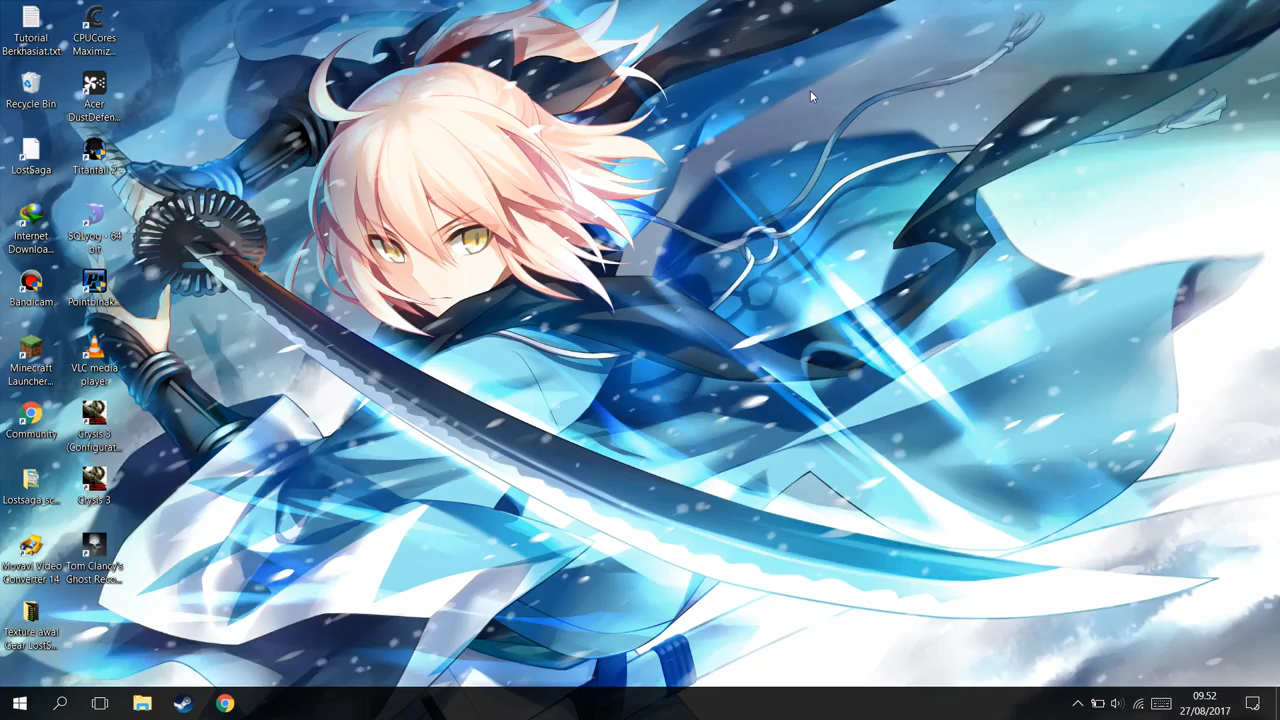 Tutorial
Berkhasiat.txt
CPUCores
Maximiz...
Recycle Bin
Acer
DustDefen...
LostSaga
Titanfall 2
Internet
Downloa...
SQLyog - 64
bit
Bandicam
Pointblank
Minecraft
Launcher...
VLC media
player
Community
Crysis 3
(Configurat...
Lostsaga_sc...
Crysis 3
Movavi Video
Converter 14
Tom Clancy's
Ghost Reco...
Texture awal
Gear LostS...
09.52
27/08/2017